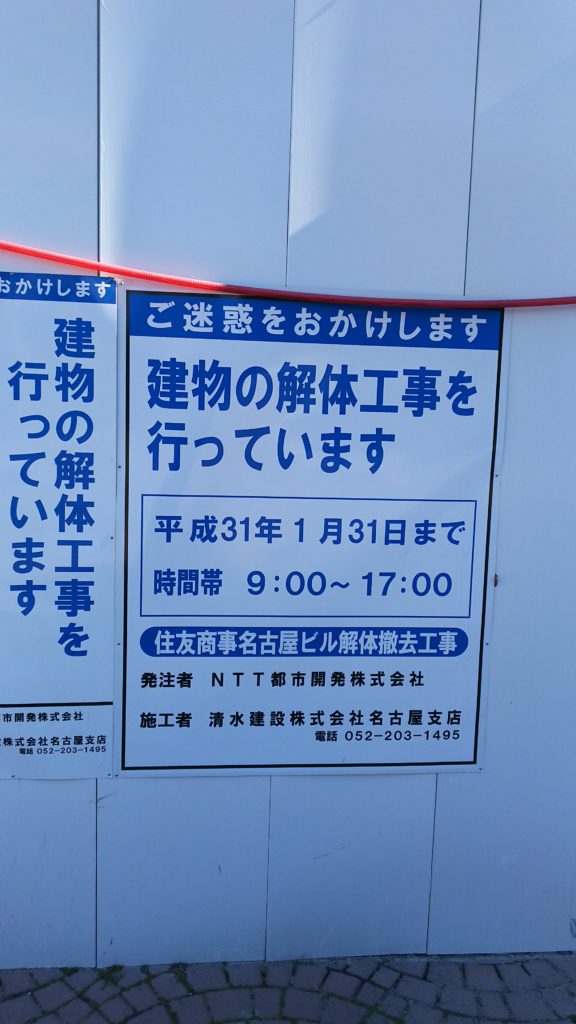 おかけします
建物の解体工事を
行っています
市開発株式会社
株式会社名古屋支店
電話 052-203-1495
ご迷惑をおかけします
建物の解体工事を
行っています
平成31年1月31日まで
時間帯 9:00~17:00
住友商事名古屋ビル解体撤去工事
発注者 NTT都市開発株式会社
施工者 清水建設株式会社名古屋支店
電話 052-203-1495